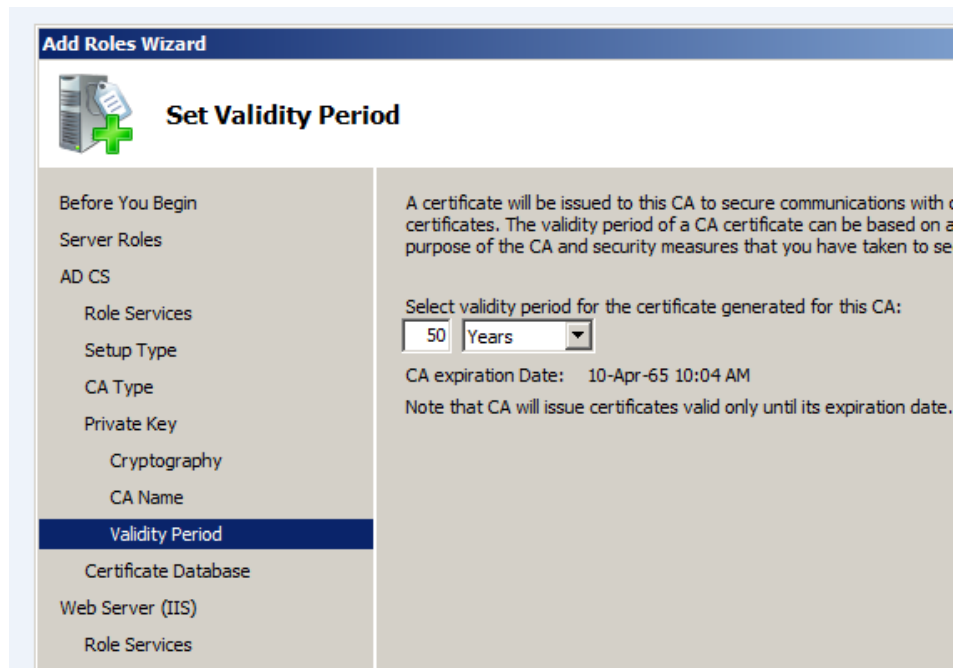 Add Roles Wizard
Set Validity Period
Before You Begin
Server Roles
AD CS
Role Services
Setup Type
CA Type
Private Key
Cryptography
CA Name
Validity Period
Certificate Database
Web Server (IIS)
Role Services
A certificate will be issued to this CA to secure communications with
certificates. The validity period of a CA certificate can be based on
purpose of the CA and security measures that you have taken to
Select validity period for the certificate generated for this CA:
50 Years
CA expiration Date: 10-Apr-65 10:04 AM
Note that CA will issue certificates valid only until its expiration date.